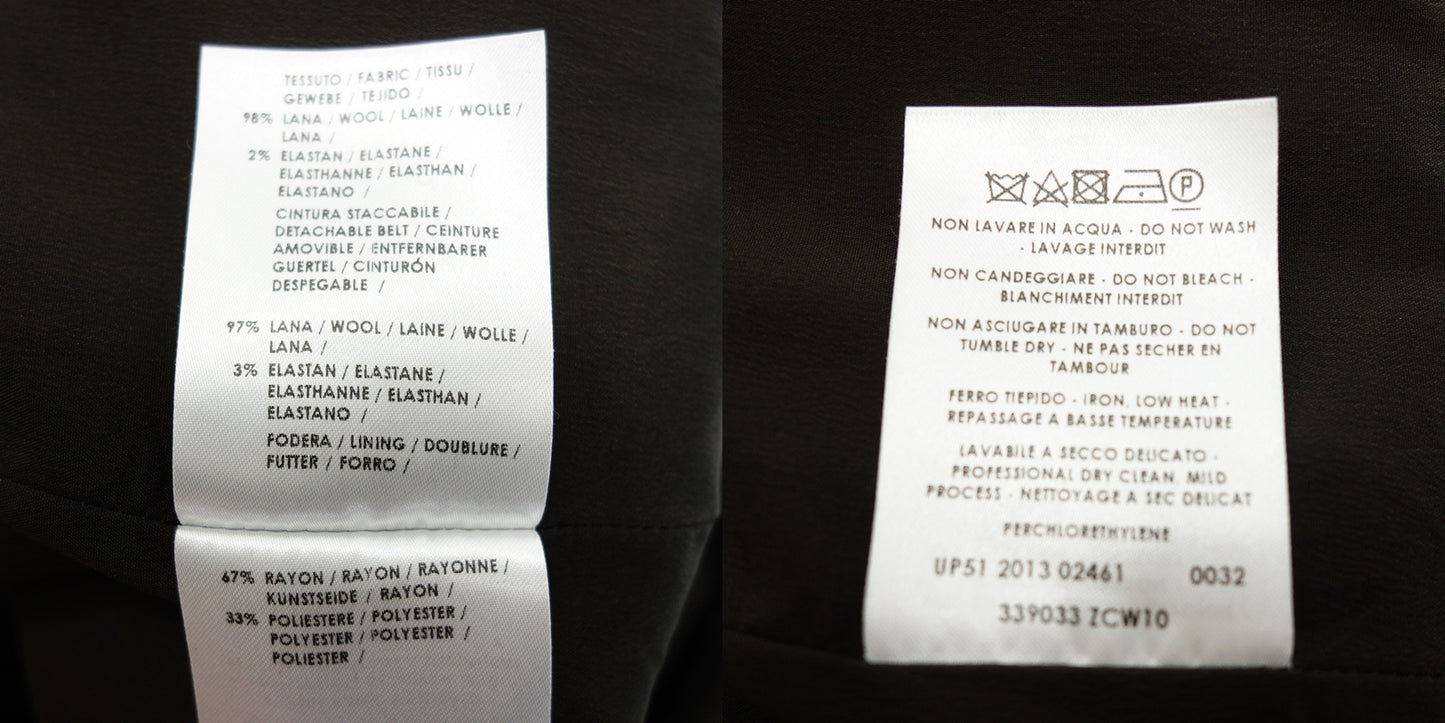 TESSUTO / FABRIC / TISSU /
GEWEBE / TEJIDO /
98% LANA / WOOL / LAINE / WOLLE /
LANA /
2% ELASTAN / ELASTANE /
ELASTHANNE / ELASTHAN /
ELASTANO /
CINTURA STACCABILE /
DETACHABLE BELT / CEINTURE
AMOVIBLE / ENTFERNBARER
GUERTEL / CINTURÓN
DESPEGABLE /
97% LANA / WOOL / LAINE / WOLLE /
LANA /
3% ELASTAN / ELASTANE /
ELASTHANNE / ELASTHAN /
ELASTANO /
FODERA / LINING / DOUBLURE /
FUTTER / FORRO /
67% RAYON / RAYON / RAYONNE /
KUNSTSEIDE / RAYON /
33% POLIESTERE / POLYESTER /
POLYESTER / POLYESTER /
POLIESTER /
P
NON LAVARE IN ACQUA - DO NOT WASH
- LAVAGE INTERDIT
NON CANDEGGIARE - DO NOT BLEACH -
BLANCHIMENT INTERDIT
NON ASCIUGARE IN TAMBURO - DO NOT
TUMBLE DRY - NE PAS SECHER EN
TAMBOUR
FERRO TIEPIDO - IRON, LOW HEAT -
REPASSAGE A BASSE TEMPERATURE
LAVABILE A SECCO DELICATO -
PROFESSIONAL DRY CLEAN, MILD
PROCESS - NETTOYAGE A SEC DELICAT
PERCHLORETHYLENE
UP51 2013 02461 0032
339033 ZCW10